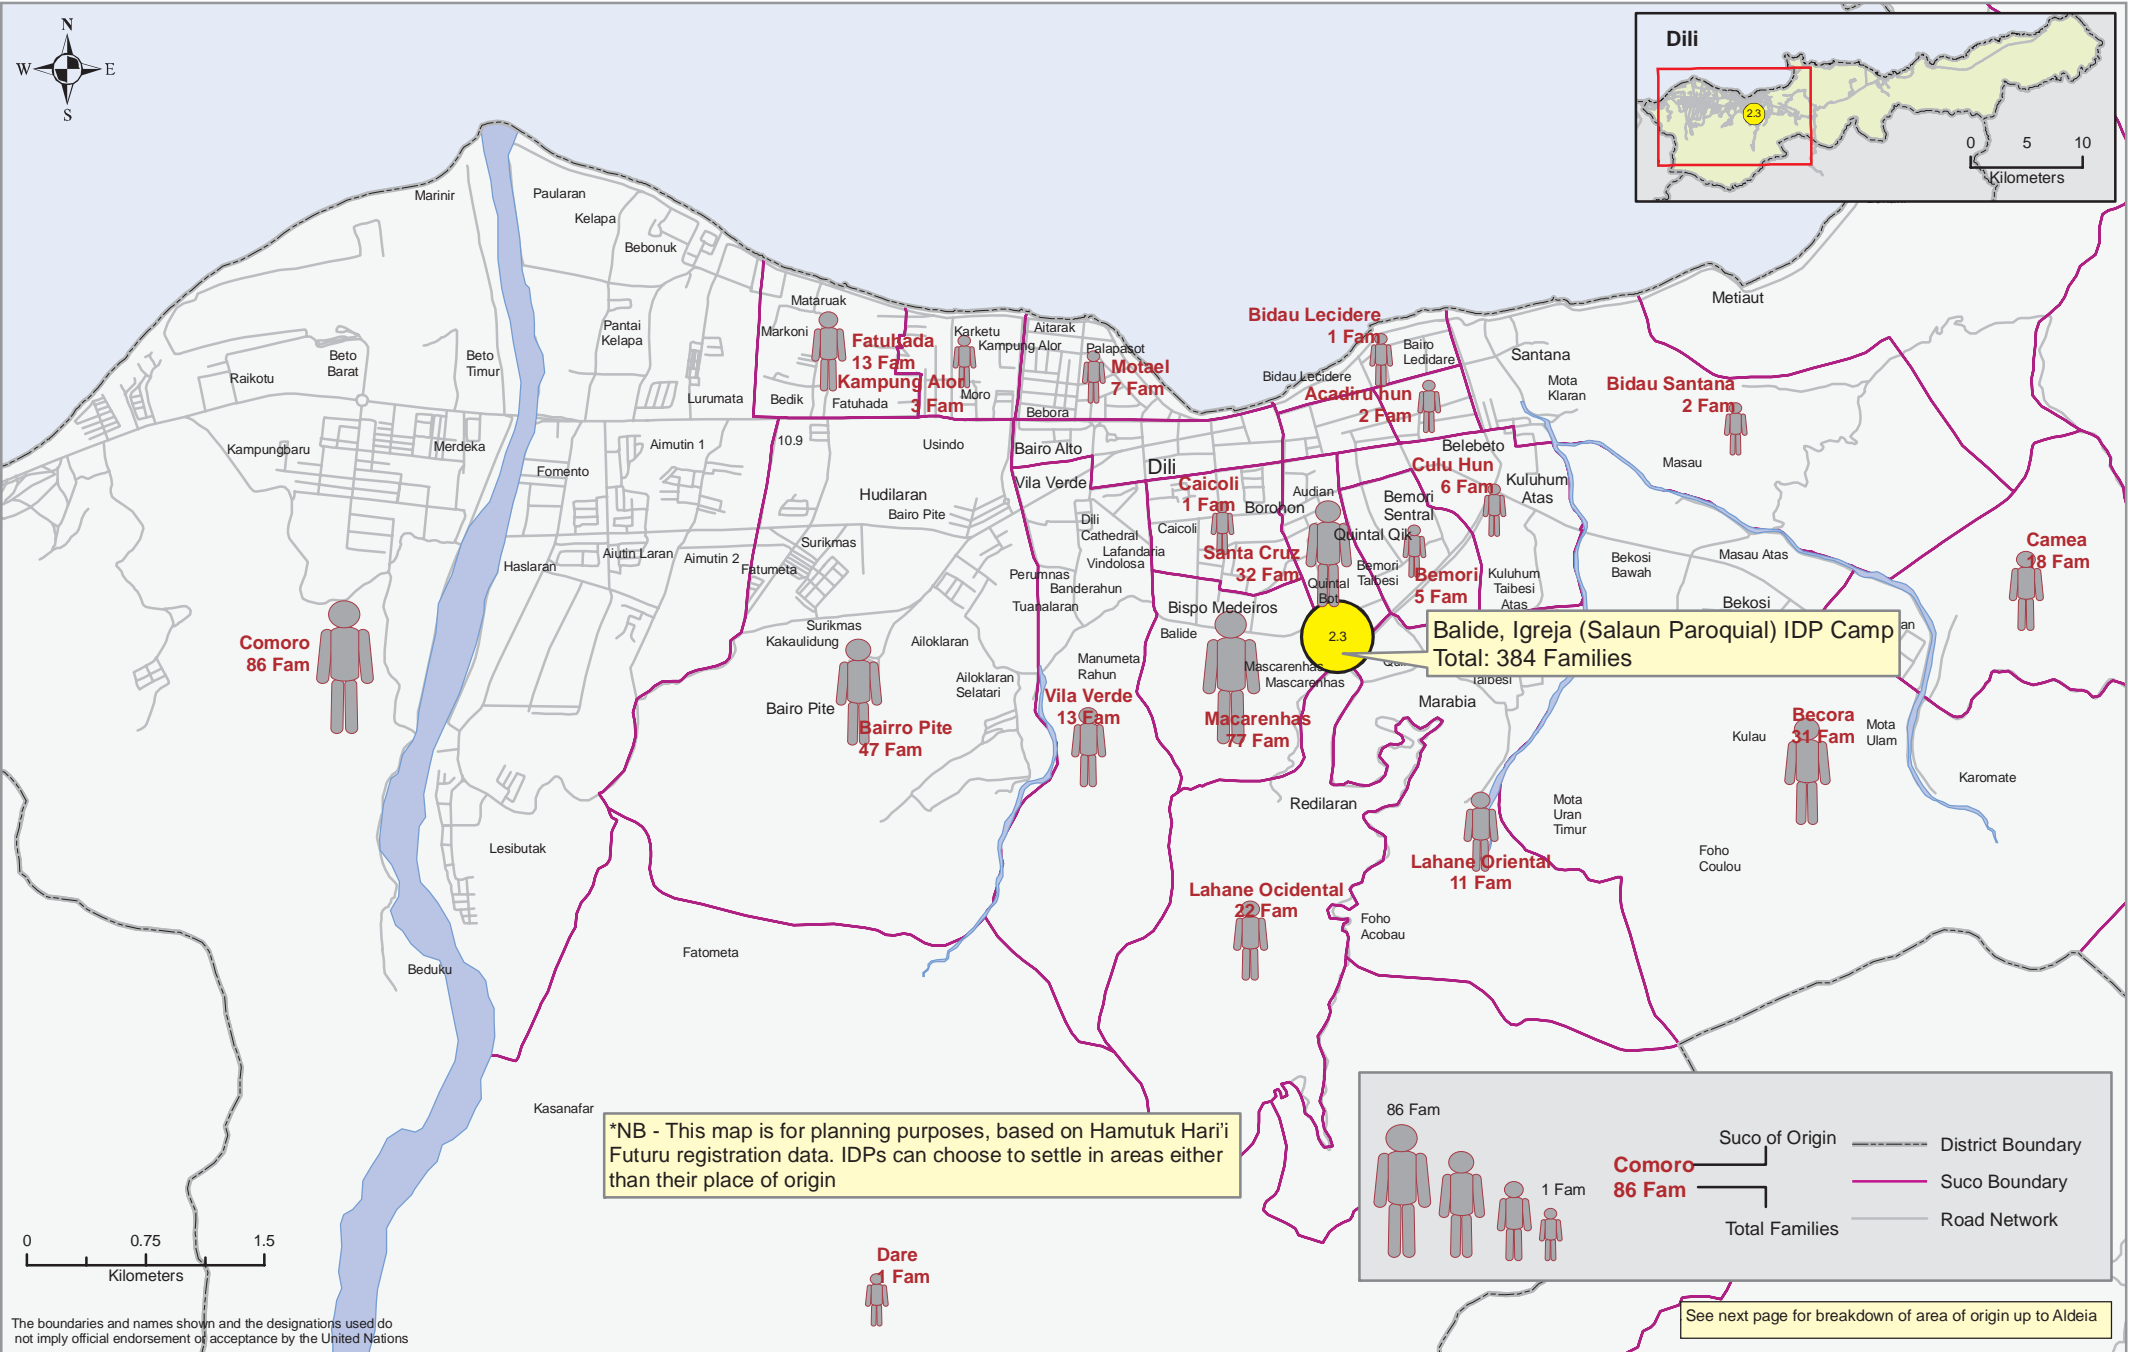 N
W
E
S
Dili
2.3
0 5 10
Kilometers
Marinir
Paularan
Kelapa
Bebonuk
Metiaut
Mataruak
Markoni
Fatuhada
13 Fam
Karketu
Kampung Alor
Aitarak
Palapasot
Motael
7 Fam
Bidau Lecidere
1 Fam
Bairo
Ledidare
Santana
Pantai
Kelapa
Beto
Barat
Beto
Timur
Raikotu
Kampung Alor
3 Fam
Moro
Bidau Lecidere
Acadiru hun
2 Fam
Mota
Klaran
Bidau Santana
2 Fam
Lurumata
Bedik
Fatuhada
Bebora
Kampungbaru
Merdeka
Aimutin 1
10.9
Usindo
Bairo Alto
Belebeto
Fomento
Dili
Culu Hun
6 Fam
Masau
Vila Verde
Caicoli
1 Fam
Audian
Kuluhum
Atas
Hudilaran
Bairo Pite
Borohon
Bemori
Sentral
Dili
Cathedral
Caicoli
Quintal Qik
Surikmas
Lafandaria
Vindolosa
Santa Cruz
32 Fam
Camea
18 Fam
Aiutin Laran
Aimutin 2
Haslaran
Fatumeta
Perumnas
Banderahun
Tuanalaran
Quintal
Bot
Bemori
Talbesi
Bemori
5 Fam
Kuluhum
Taibesi
Atas
Bekosi
Bawah
Masau Atas
Bekosi
Bispo Medeiros
Balide
2.3
Balide, Igreja (Salaun Paroquial) IDP Camp
Total: 384 Families
Comoro
86 Fam
Surikmas
Kakaulidung
Ailoklaran
Manumeta
Rahun
Mascarenhas
Mascarenhas
Taibesi
Ailoklaran
Selatari
Vila Verde
13 Fam
Marabia
Bairo Pite
Bairro Pite
47 Fam
Macarenhas
77 Fam
Becora
31 Fam
Kulau
Mota
Ulam
Karomate
Redilaran
Mota
Uran
Timur
Lesibutak
Foho
Coulou
Lahane Oriental
11 Fam
Lahane Ocidental
22 Fam
Foho
Acobau
Fatometa
Beduku
Kasanafar
*NB - This map is for planning purposes, based on Hamutuk Hari'i
Futuru registration data. IDPs can choose to settle in areas either
than their place of origin
Dare
1 Fam
86 Fam
1 Fam
Suco of Origin
Comoro
86 Fam
Total Families
District Boundary
Suco Boundary
Road Network
0 0.75 1.5
Kilometers
The boundaries and names shown and the designations used do
not imply official endorsement or acceptance by the United Nations
See next page for breakdown of area of origin up to Aldeia